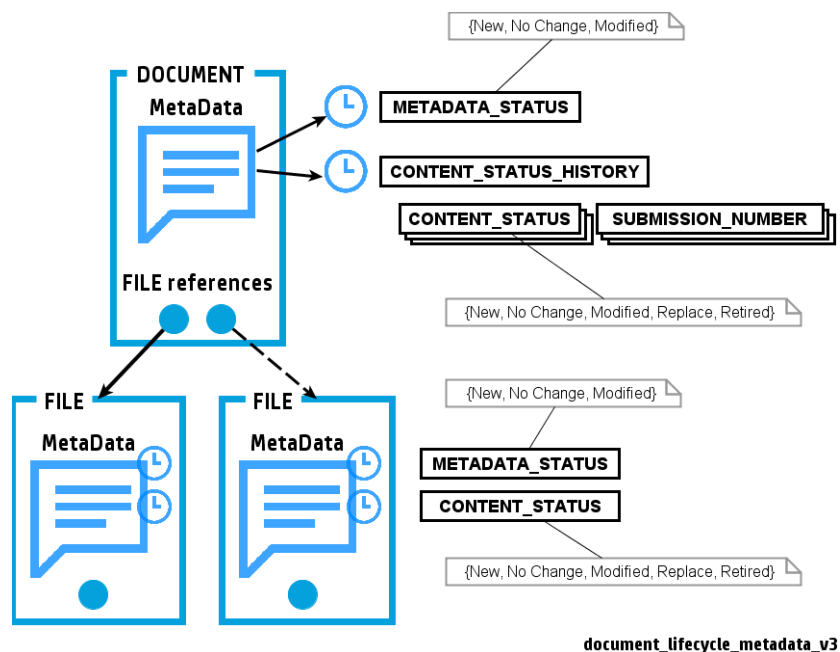 {New, No Change, Modified}
DOCUMENT
MetaData
METADATA_STATUS
CONTENT_STATUS_HISTORY
CONTENT_STATUS
SUBMISSION_NUMBER
FILE references
{New, No Change, Modified, Replace, Retired}
FILE
MetaData
FILE
MetaData
{New, No Change, Modified}
METADATA_STATUS
CONTENT_STATUS
{New, No Change, Modified, Replace, Retired}
document_lifecycle_metadata_v3